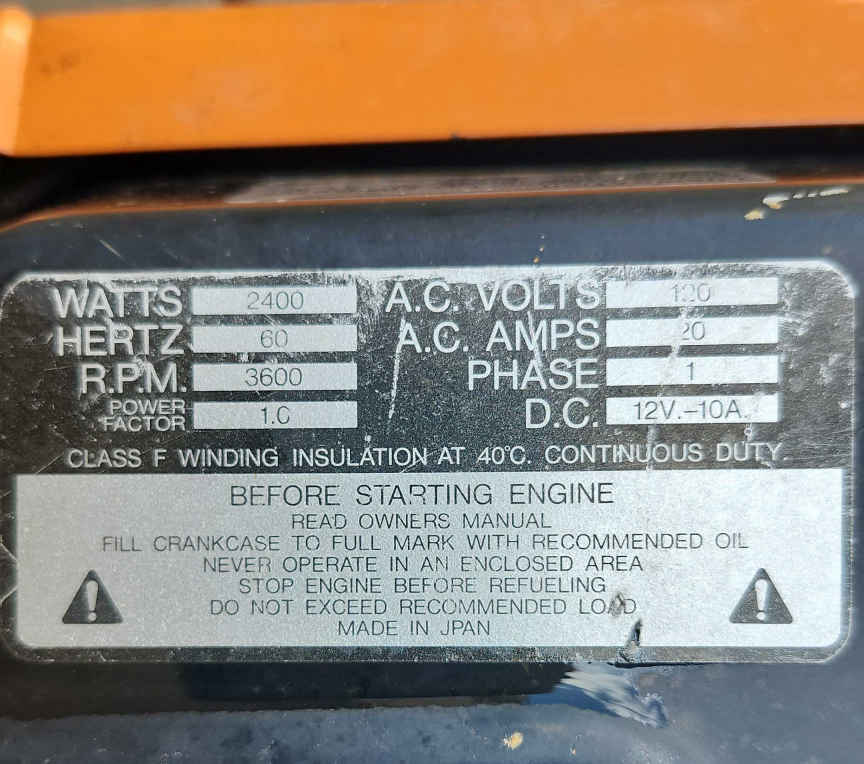 WATTS 2400 A.C. VOLTS 120
HERTZ 60 A.C. AMPS 20
R.P.M. 3600 PHASE 1
POWER FACTOR 1.0 D.C. 12V.-10A.
CLASS F WINDING INSULATION AT 40°C. CONTINUOUS DUTY.
BEFORE STARTING ENGINE
READ OWNERS MANUAL
FILL CRANKCASE TO FULL MARK WITH RECOMMENDED OIL
NEVER OPERATE IN AN ENCLOSED AREA
STOP ENGINE BEFORE REFUELING
DO NOT EXCEED RECOMMENDED LOAD
MADE IN JPAN